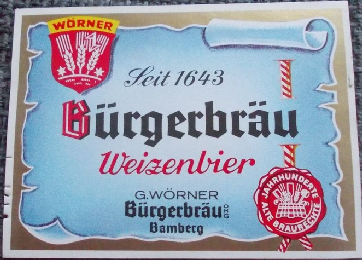 WÖRNER
Seit 1643
Bürgerbräu
Weizenbier
G. WÖRNER
Bürgerbräu
Bamberg
JAHRHUNDERTE
ALTE BRAURECHTE